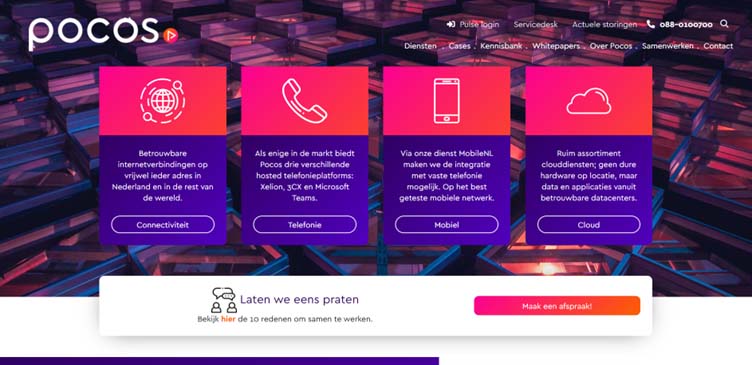 pocos
Pulse login Servicedesk Actuele storingen 088-0100700
Diensten . Cases . Kennisbank . Whitepapers . Over Pocos . Samenwerken . Contact
Betrouwbare
internetverbindingen op
vrijwel ieder adres in
Nederland en in de rest van
de wereld.
Connectiviteit
Als enige in de markt biedt
Pocos drie verschillende
hosted telefonieplatforms:
Xelion, 3CX en Microsoft
Teams.
Telefonie
Via onze dienst MobileNL
maken we de integratie
met vaste telefonie
mogelijk. Op het best
geteste mobiele netwerk.
Mobiel
Ruim assortiment
clouddiensten; geen dure
hardware op locatie, maar
data en applicaties vanuit
betrouwbare datacenters.
Cloud
Laten we eens praten
Bekijk hier de 10 redenen om samen te werken.
Maak een afspraak!